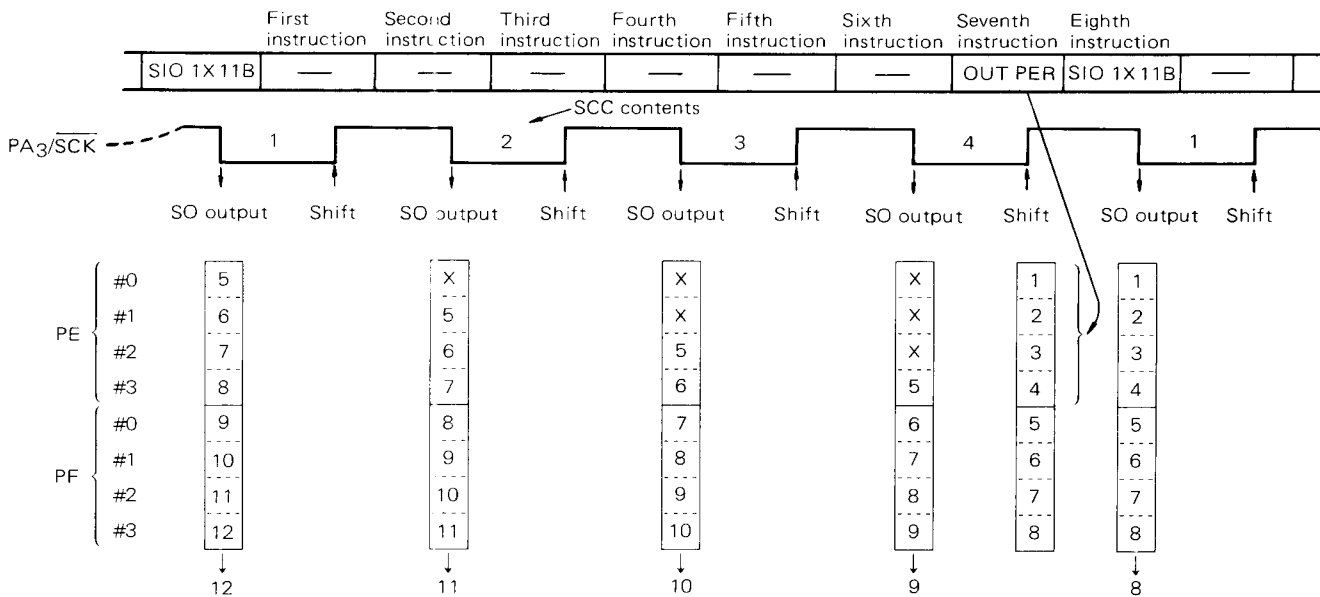 First instruction Second instruction Third instruction Fourth instruction Fifth instruction Sixth instruction Seventh instruction Eighth instruction
SIO 1X11B — — — — — — OUT PER SIO 1X11B —
SCC contents
PA3/SCK 1 2 3 4 1
SO output Shift SO output Shift SO output Shift SO output Shift SO output Shift
#0 5 X X X 1 1
#1 6 5 X X 2 2
PE
#2 7 6 5 X 3 3
#3 8 7 6 5 4 4
#0 9 8 7 6 5 5
#1 10 9 8 7 6 6
PF
#2 11 10 9 8 7 7
#3 12 11 10 9 8 8
12 11 10 9 8